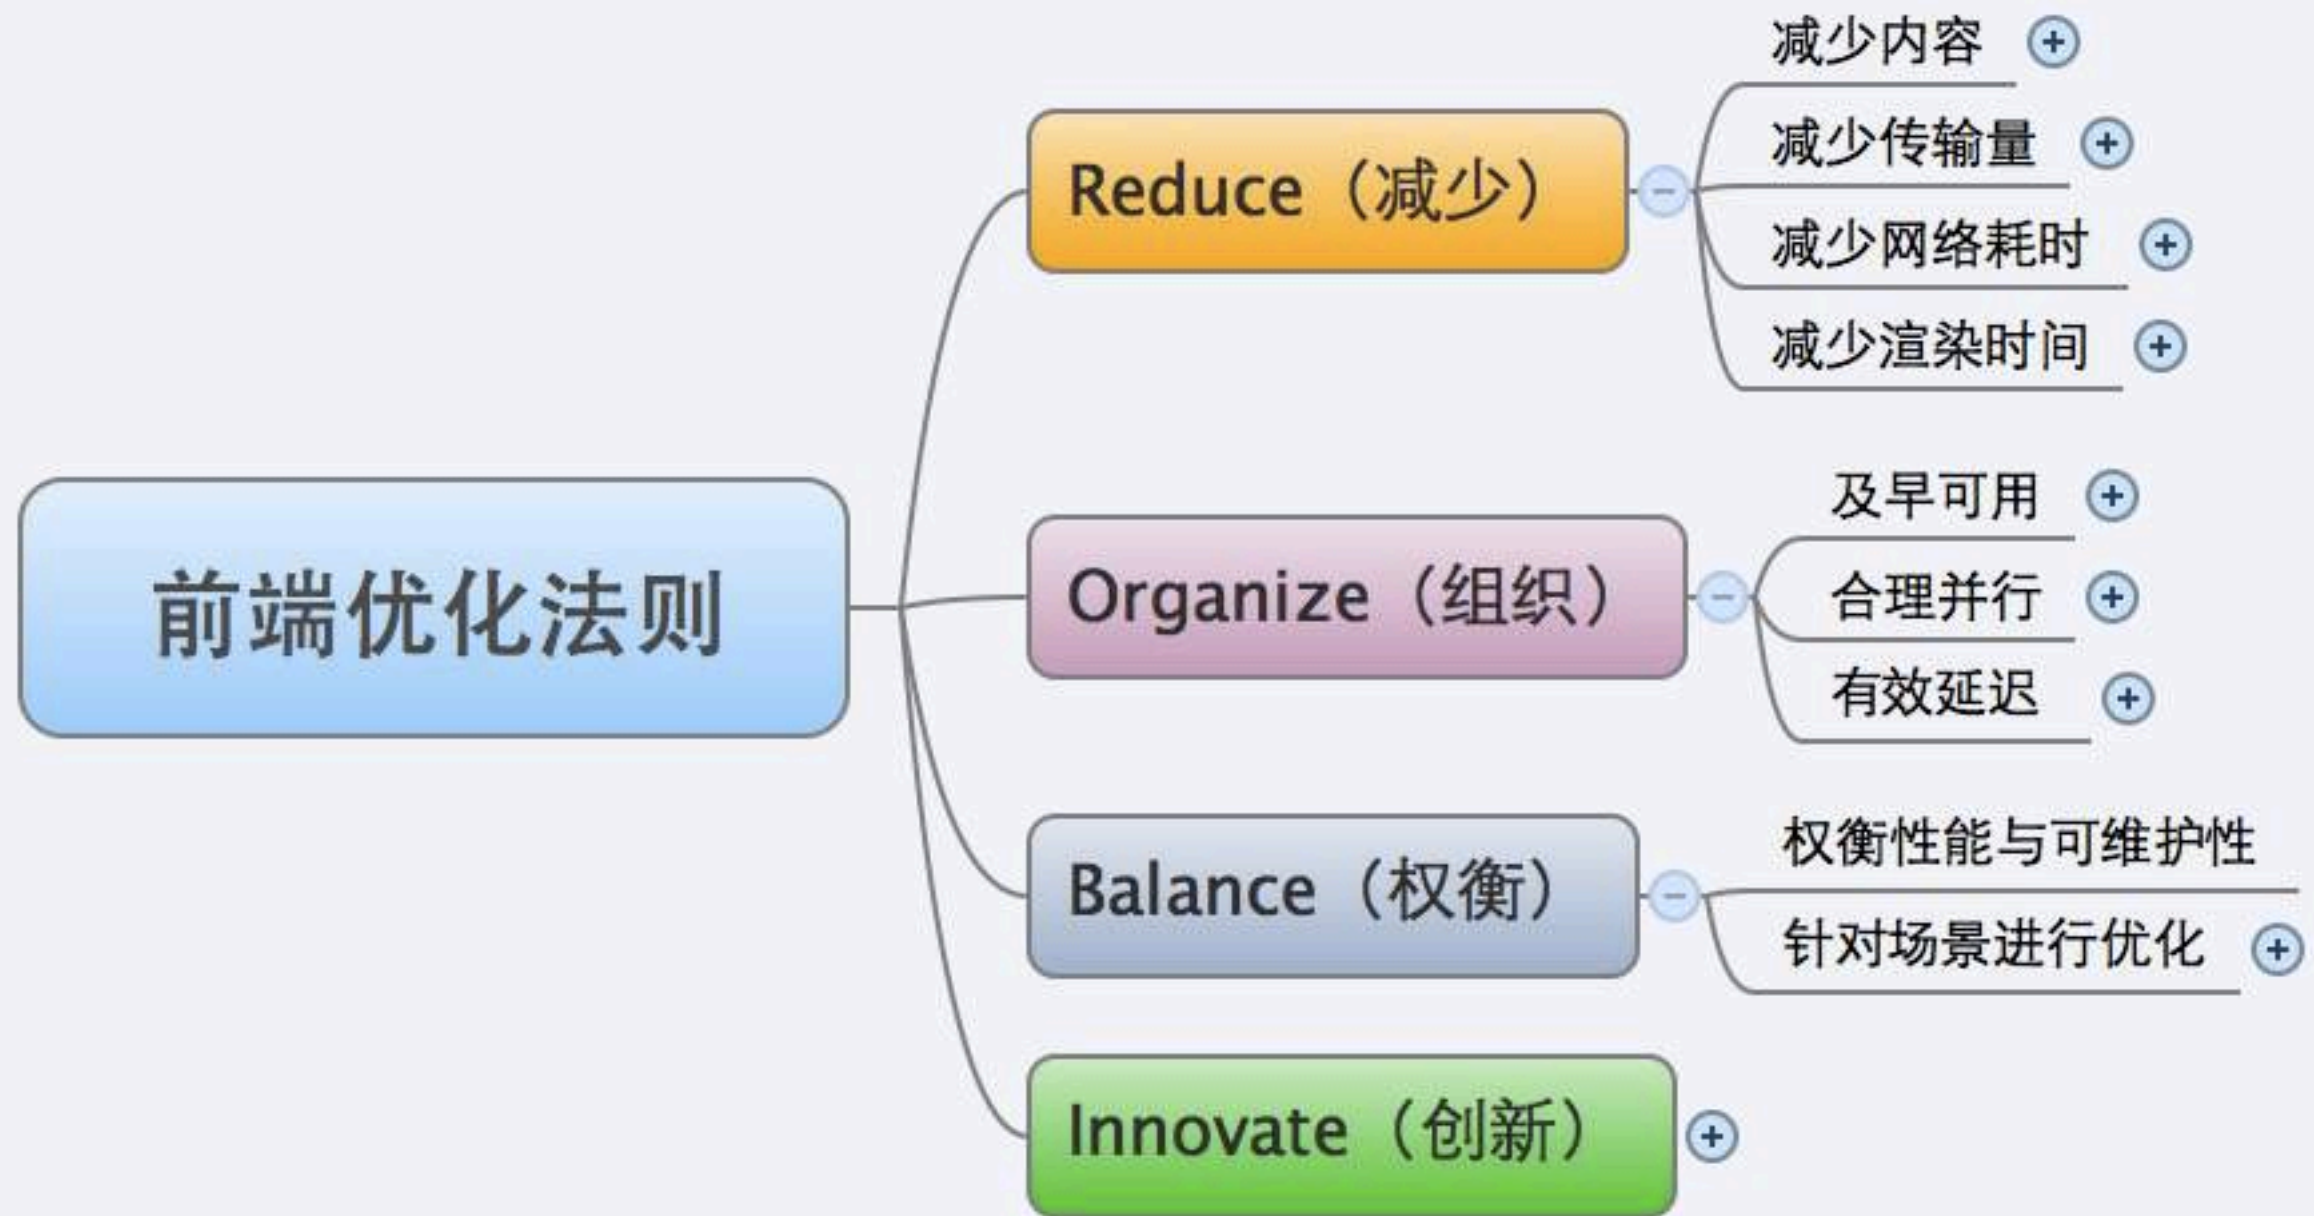 前端优化法则
Reduce（减少）
减少内容
减少传输量
减少网络耗时
减少渲染时间
Organize（组织）
及早可用
合理并行
有效延迟
Balance（权衡）
权衡性能与可维护性
针对场景进行优化
Innovate（创新）